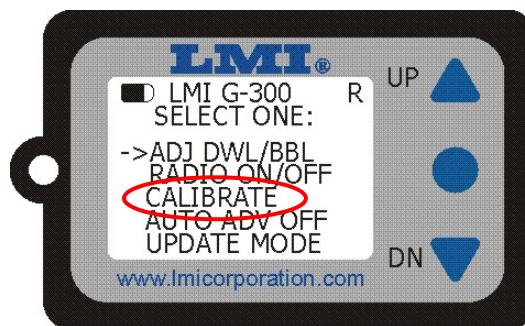 LMI®
UP
LMI G-300 R
SELECT ONE:
->ADJ DWL/BBL
RADIO ON/OFF
CALIBRATE
AUTO ADV OFF
UPDATE MODE
DN
www.lmicorporation.com